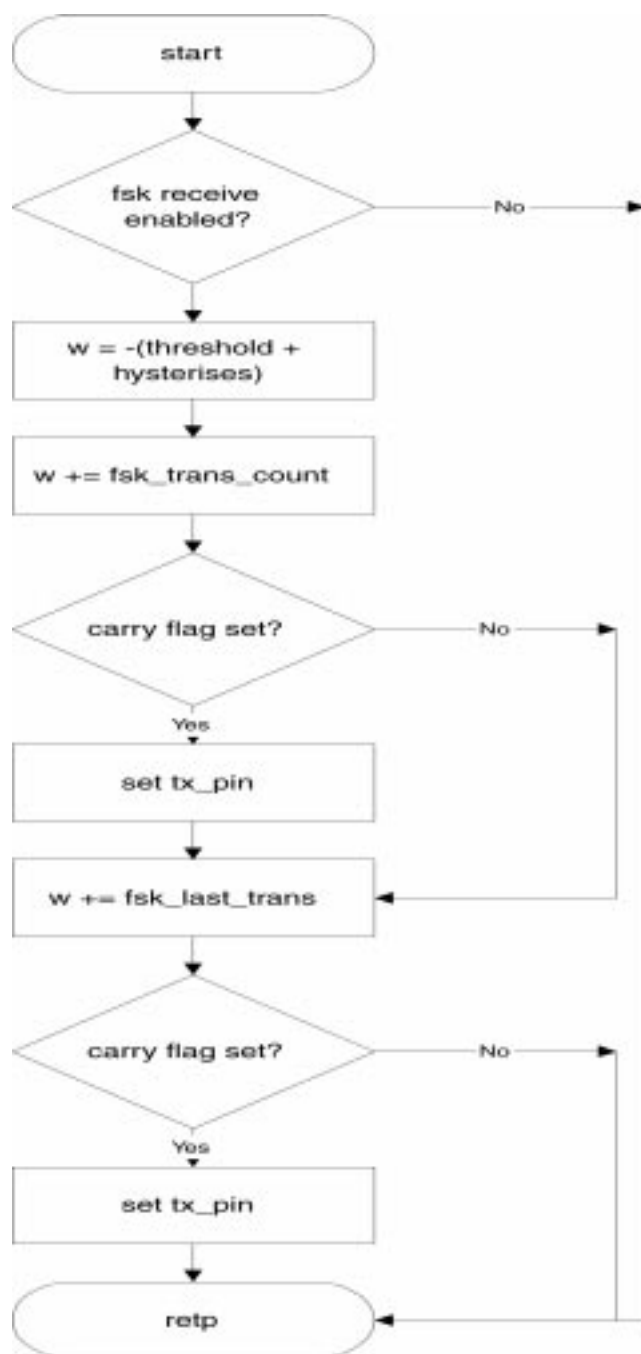 start
fsk receive
enabled?
No
w = -(threshold +
hysterises)
w += fsk_trans_count
carry flag set?
No
Yes
set tx_pin
w += fsk_last_trans
carry flag set?
No
Yes
set tx_pin
retp